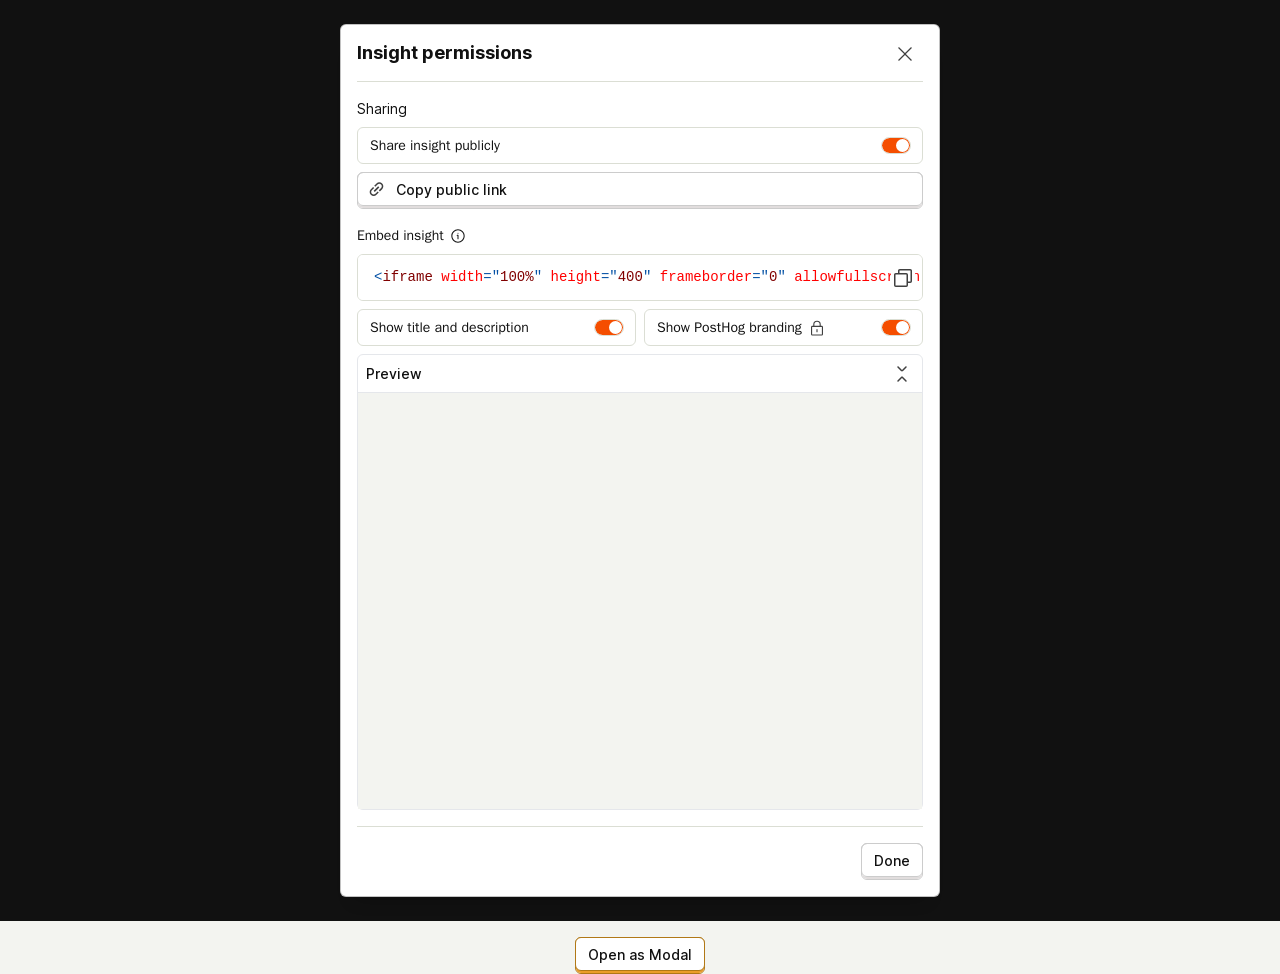 Insight permissions
Sharing
Share insight publicly
Copy public link
Embed insight
<iframe width="100%" height="400" frameborder="0" allowfullscr
Show title and description
Show PostHog branding
Preview
Done
Open as Modal